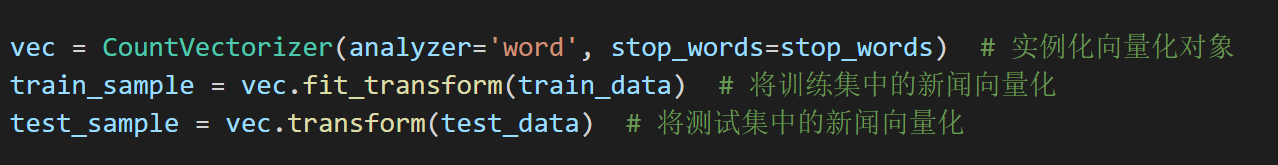 vec = CountVectorizer(analyzer='word', stop_words=stop_words)  # 实例化向量化对象
train_sample = vec.fit_transform(train_data)  # 将训练集中的新闻向量化
test_sample = vec.transform(test_data)  # 将测试集中的新闻向量化